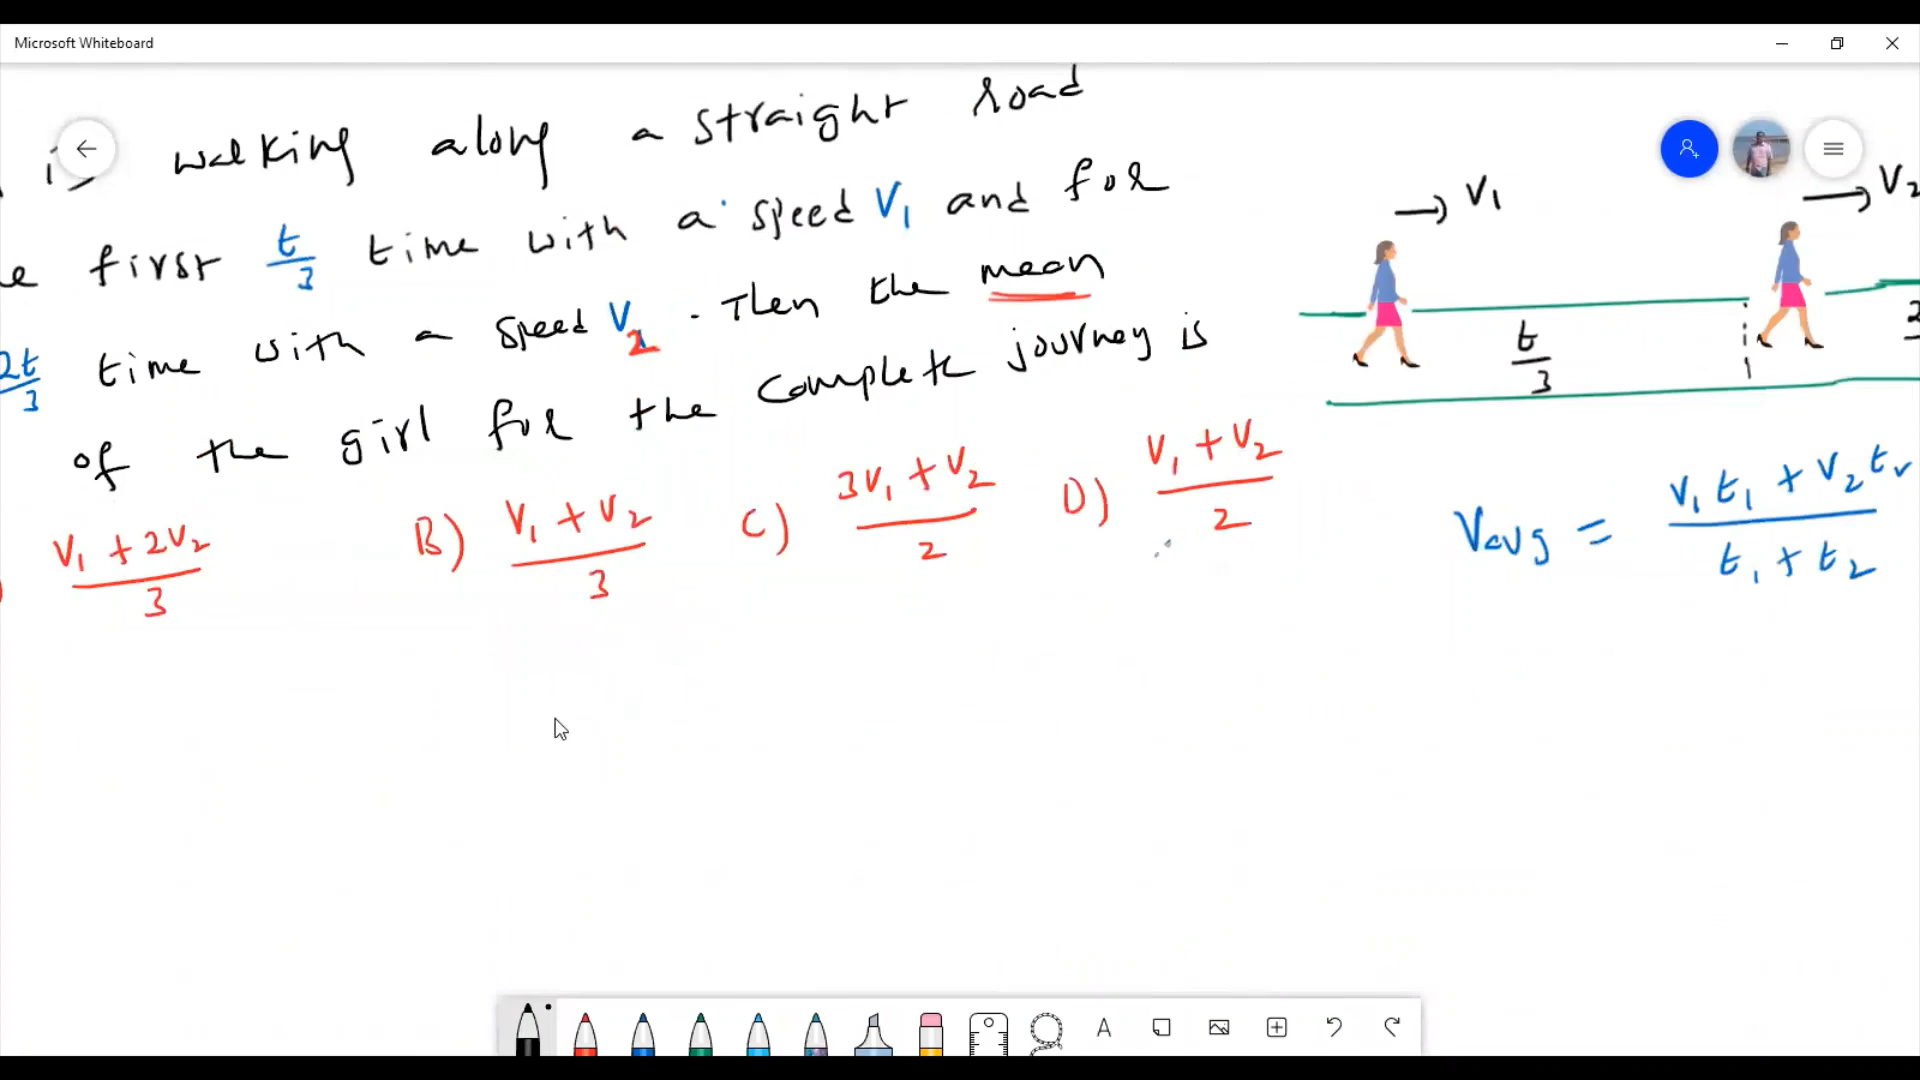 Microsoft Whiteboard
is walking along a straight road
first t/3 time with a speed V1 and for
2t/3 time with a speed V2 . Then the mean
of the girl for the complete journey is
V1 + 2V2 / 3 B) V1 + V2 / 3 C) 3V1 + V2 / 2 D) V1 + V2 / 2
→ V1 → V2
t/3
Vavg = V1 t1 + V2 t2 / t1 + t2
A